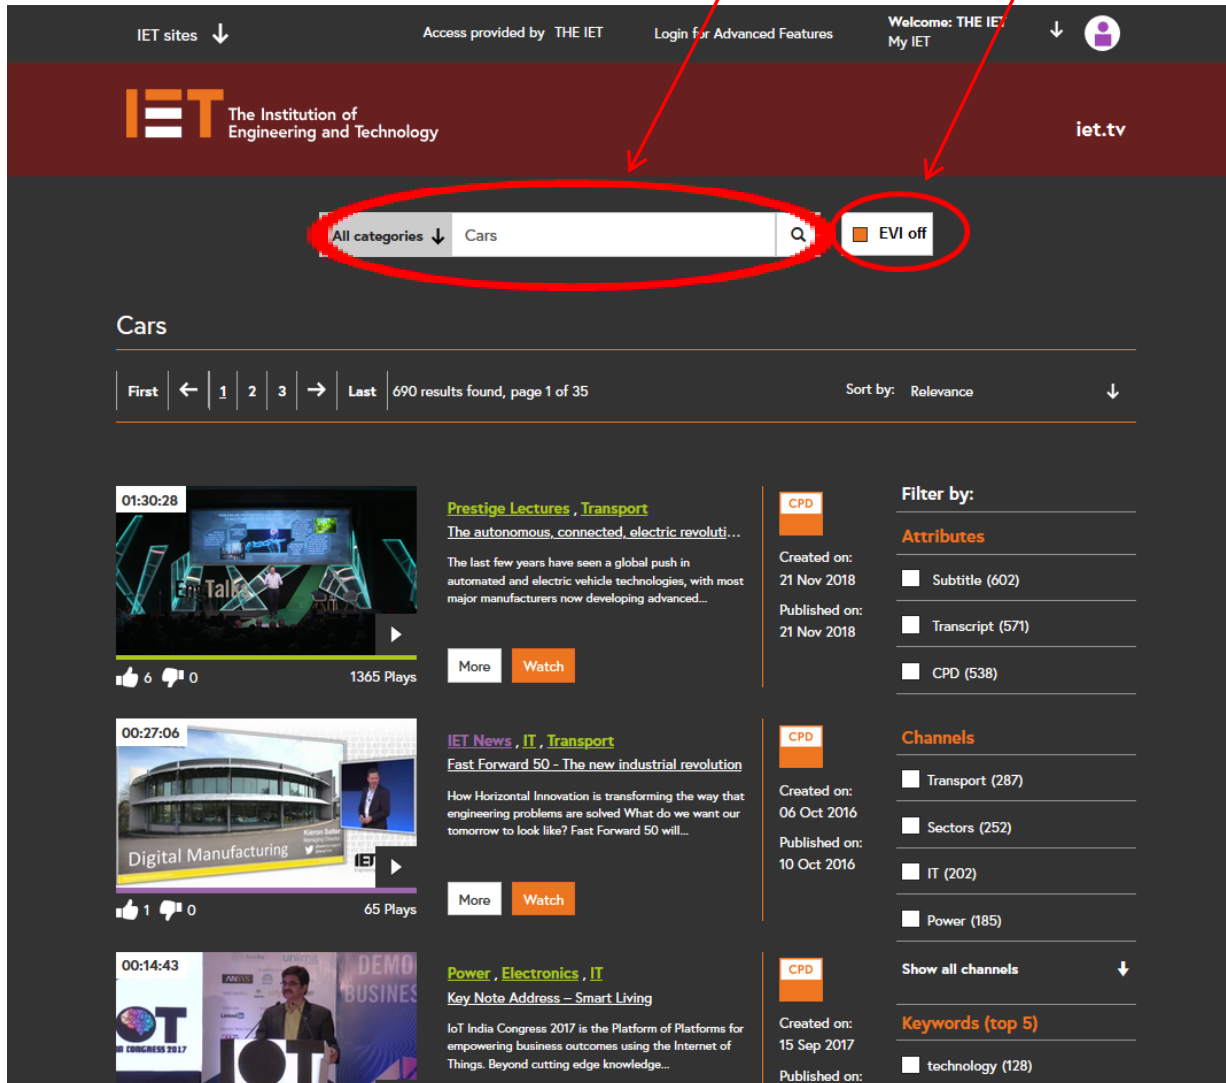 IET sites
Access provided by THE IET
Login for Advanced Features
Welcome: THE IET
My IET
IET
The Institution of
Engineering and Technology
iet.tv
All categories
Cars
EVI off
Cars
First
1
2
3
Last
690 results found, page 1 of 35
Sort by: Relevance
01:30:28
Eng Talks
6
0
1365 Plays
Prestige Lectures , Transport
The autonomous, connected, electric revoluti...
The last few years have seen a global push in
automated and electric vehicle technologies, with most
major manufacturers now developing advanced...
More
Watch
CPD
Created on:
21 Nov 2018
Published on:
21 Nov 2018
00:27:06
Digital Manufacturing
IET
1
0
65 Plays
IET News , IT , Transport
Fast Forward 50 - The new industrial revolution
How Horizontal Innovation is transforming the way that
engineering problems are solved What do we want our
tomorrow to look like? Fast Forward 50 will...
More
Watch
CPD
Created on:
06 Oct 2016
Published on:
10 Oct 2016
00:14:43
DEMO
BUSINES
IOT
CONGRESS 2017
IOT
Power , Electronics , IT
Key Note Address – Smart Living
IoT India Congress 2017 is the Platform of Platforms for
empowering business outcomes using the Internet of
Things. Beyond cutting edge knowledge...
CPD
Created on:
15 Sep 2017
Published on:
Filter by:
Attributes
Subtitle (602)
Transcript (571)
CPD (538)
Channels
Transport (287)
Sectors (252)
IT (202)
Power (185)
Show all channels
Keywords (top 5)
technology (128)